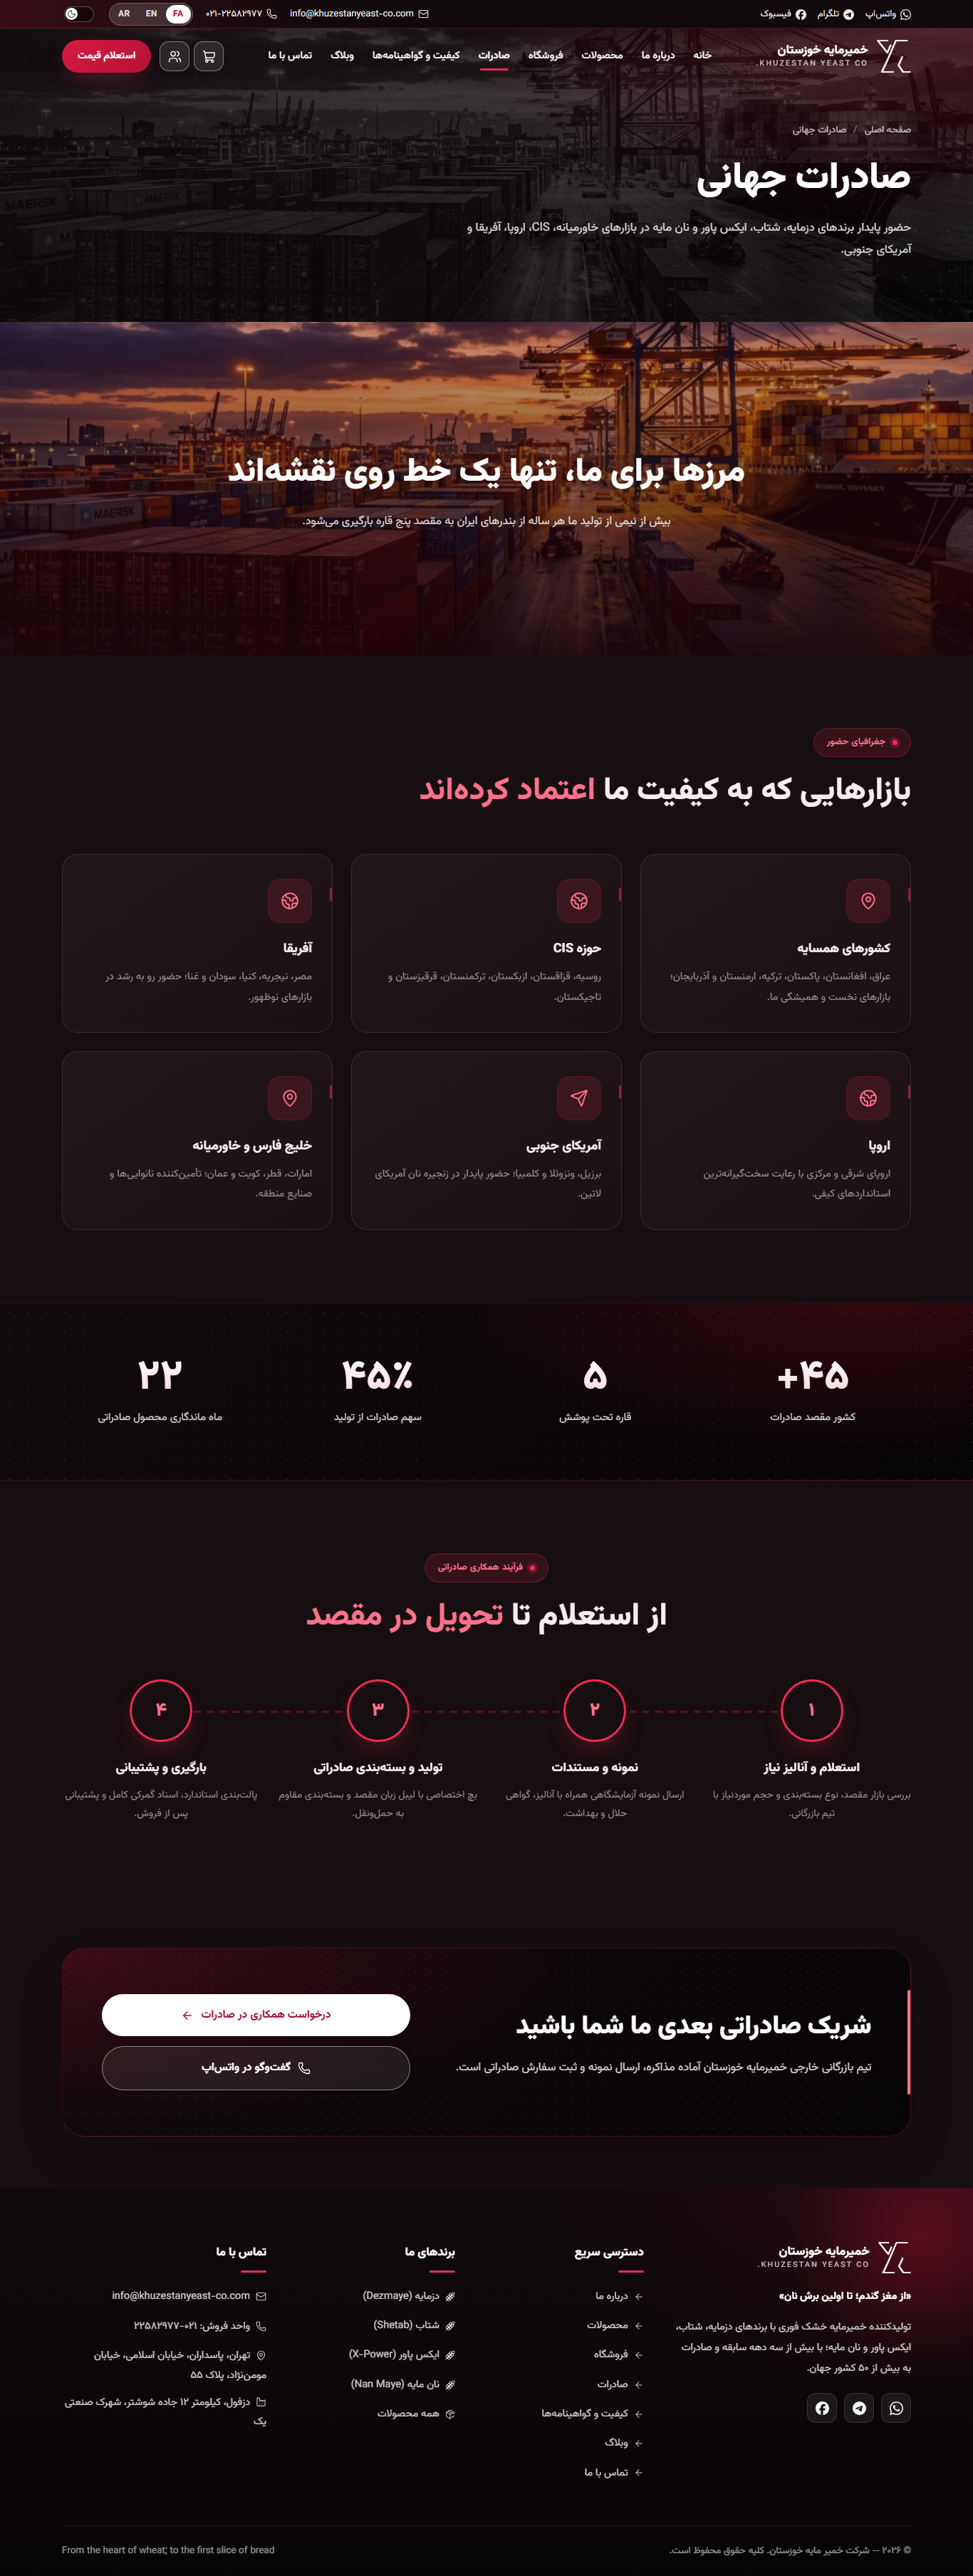 واتس‌اپ
تلگرام
فیسبوک
info@khuzestanyeast-co.com
۰۲۱-۲۲۵۸۲۹۷۷
FA
EN
AR
خمیرمایه خوزستان
KHUZESTAN YEAST CO.
خانه
درباره ما
محصولات
فروشگاه
صادرات
کیفیت و گواهینامه‌ها
وبلاگ
تماس با ما
استعلام قیمت
صفحه اصلی / صادرات جهانی
صادرات جهانی
حضور پایدار برندهای دزمایه، شتاب، ایکس پاور و نان مایه در بازارهای خاورمیانه، CIS، اروپا، آفریقا و
آمریکای جنوبی.
MAERSK
MAERSK
MAERSK
مرزها برای ما، تنها یک خط روی نقشه‌اند
بیش از نیمی از تولید ما هر ساله از بندرهای ایران به مقصد پنج قاره بارگیری می‌شود.
MAERSK
MAERSK
جغرافیای حضور
بازارهایی که به کیفیت ما اعتماد کرده‌اند
کشورهای همسایه
عراق، افغانستان، پاکستان، ترکیه، ارمنستان و آذربایجان؛
بازارهای نخست و همیشگی ما.
حوزه CIS
روسیه، قزاقستان، ازبکستان، ترکمنستان، قرقیزستان و
تاجیکستان.
آفریقا
مصر، نیجریه، کنیا، سودان و غنا؛ حضور رو به رشد در
بازارهای نوظهور.
اروپا
اروپای شرقی و مرکزی با رعایت سخت‌گیرانه‌ترین
استانداردهای کیفی.
آمریکای جنوبی
برزیل، ونزوئلا و کلمبیا؛ حضور پایدار در زنجیره نان آمریکای
لاتین.
خلیج فارس و خاورمیانه
امارات، قطر، کویت و عمان؛ تأمین‌کننده نانوایی‌ها و
صنایع منطقه.
+۴۵
کشور مقصد صادرات
۵
قاره تحت پوشش
۴۵٪
سهم صادرات از تولید
۲۲
ماه ماندگاری محصول صادراتی
فرآیند همکاری صادراتی
از استعلام تا تحویل در مقصد
۱
استعلام و آنالیز نیاز
بررسی بازار مقصد، نوع بسته‌بندی و حجم موردنیاز با
تیم بازرگانی.
۲
نمونه و مستندات
ارسال نمونه آزمایشگاهی همراه با آنالیز، گواهی
حلال و بهداشت.
۳
تولید و بسته‌بندی صادراتی
بچ اختصاصی با لیبل زبان مقصد و بسته‌بندی مقاوم
به حمل‌ونقل.
۴
بارگیری و پشتیبانی
پالت‌بندی استاندارد، اسناد گمرکی کامل و پشتیبانی
پس از فروش.
شریک صادراتی بعدی ما شما باشید
تیم بازرگانی خارجی خمیرمایه خوزستان آماده مذاکره، ارسال نمونه و ثبت سفارش صادراتی است.
درخواست همکاری در صادرات
گفت‌وگو در واتس‌اپ
خمیرمایه خوزستان
KHUZESTAN YEAST CO.
«از مغز گندم؛ تا اولین برش نان»
تولیدکننده خمیرمایه خشک فوری با برندهای دزمایه، شتاب،
ایکس پاور و نان مایه؛ با بیش از سه دهه سابقه و صادرات
به بیش از ۵۰ کشور جهان.
دسترسی سریع
درباره ما
محصولات
فروشگاه
صادرات
کیفیت و گواهینامه‌ها
وبلاگ
تماس با ما
برندهای ما
دزمایه (Dezmaye)
شتاب (Shetab)
ایکس پاور (X-Power)
نان مایه (Nan Maye)
همه محصولات
تماس با ما
info@khuzestanyeast-co.com
واحد فروش: ۰۲۱-۲۲۵۸۲۹۷۷
تهران، پاسداران، خیابان اسلامی، خیابان
مومن‌نژاد، پلاک ۵۵
دزفول، کیلومتر ۱۲ جاده شوشتر، شهرک صنعتی
یک
© ۲۰۲۶ — شرکت خمیر مایه خوزستان. کلیه حقوق محفوظ است.
From the heart of wheat; to the first slice of bread